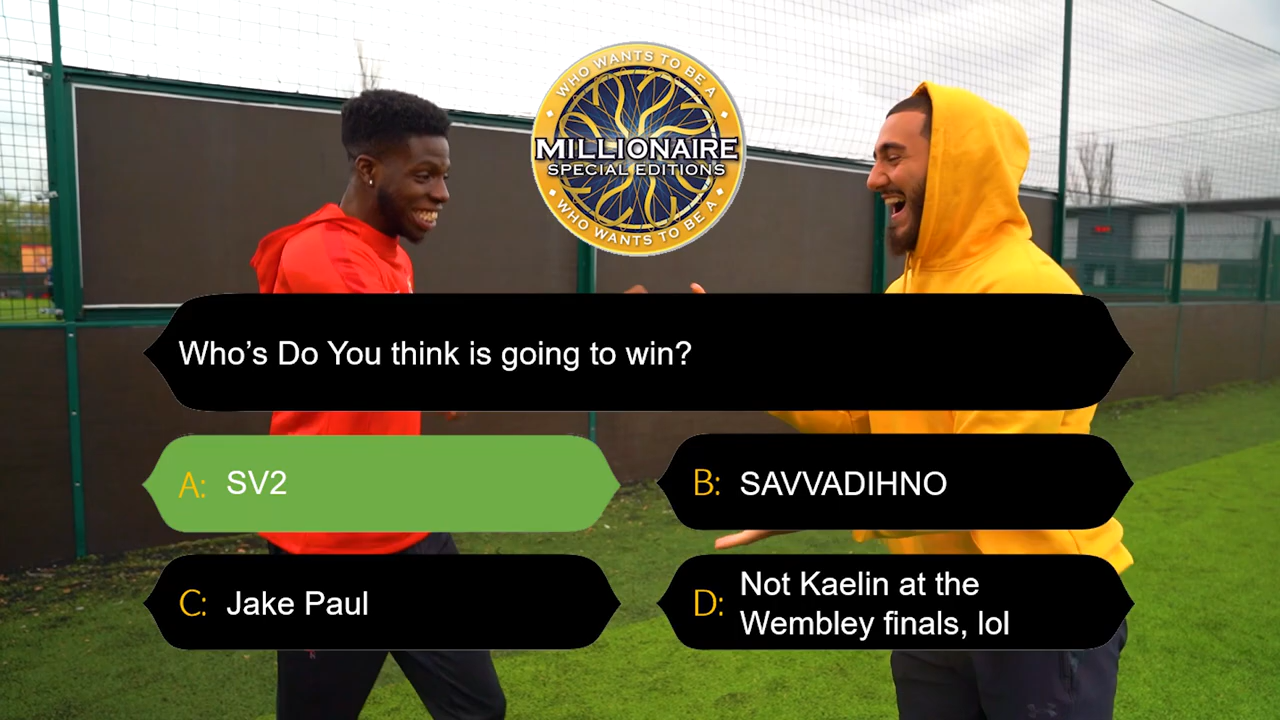 WHO WANTS TO BE A
MILLIONAIRE
SPECIAL EDITIONS
WHO WANTS TO BE A
Who’s Do You think is going to win?
A: SV2
B: SAVVADIHNO
C: Jake Paul
D: Not Kaelin at the
Wembley finals, lol